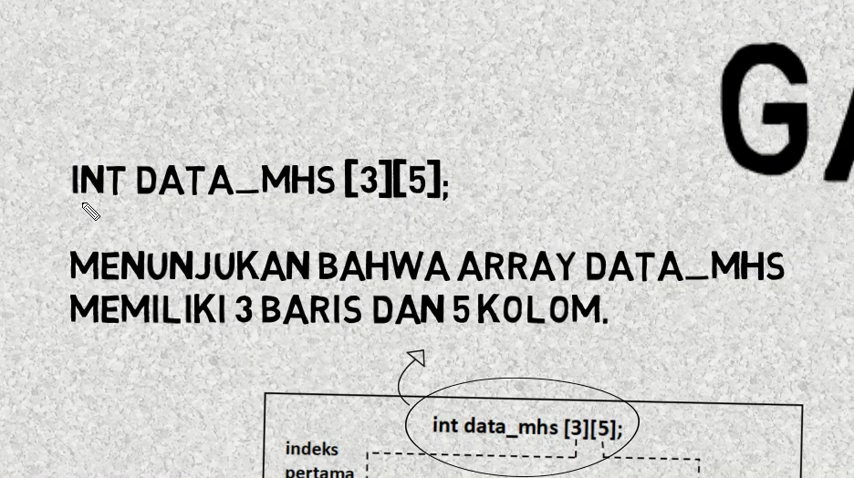 GA
INT DATA_MHS [3][5];
MENUNJUKAN BAHWA ARRAY DATA_MHS
MEMILIKI 3 BARIS DAN 5 KOLOM.
int data_mhs [3][5];
indeks
pertama